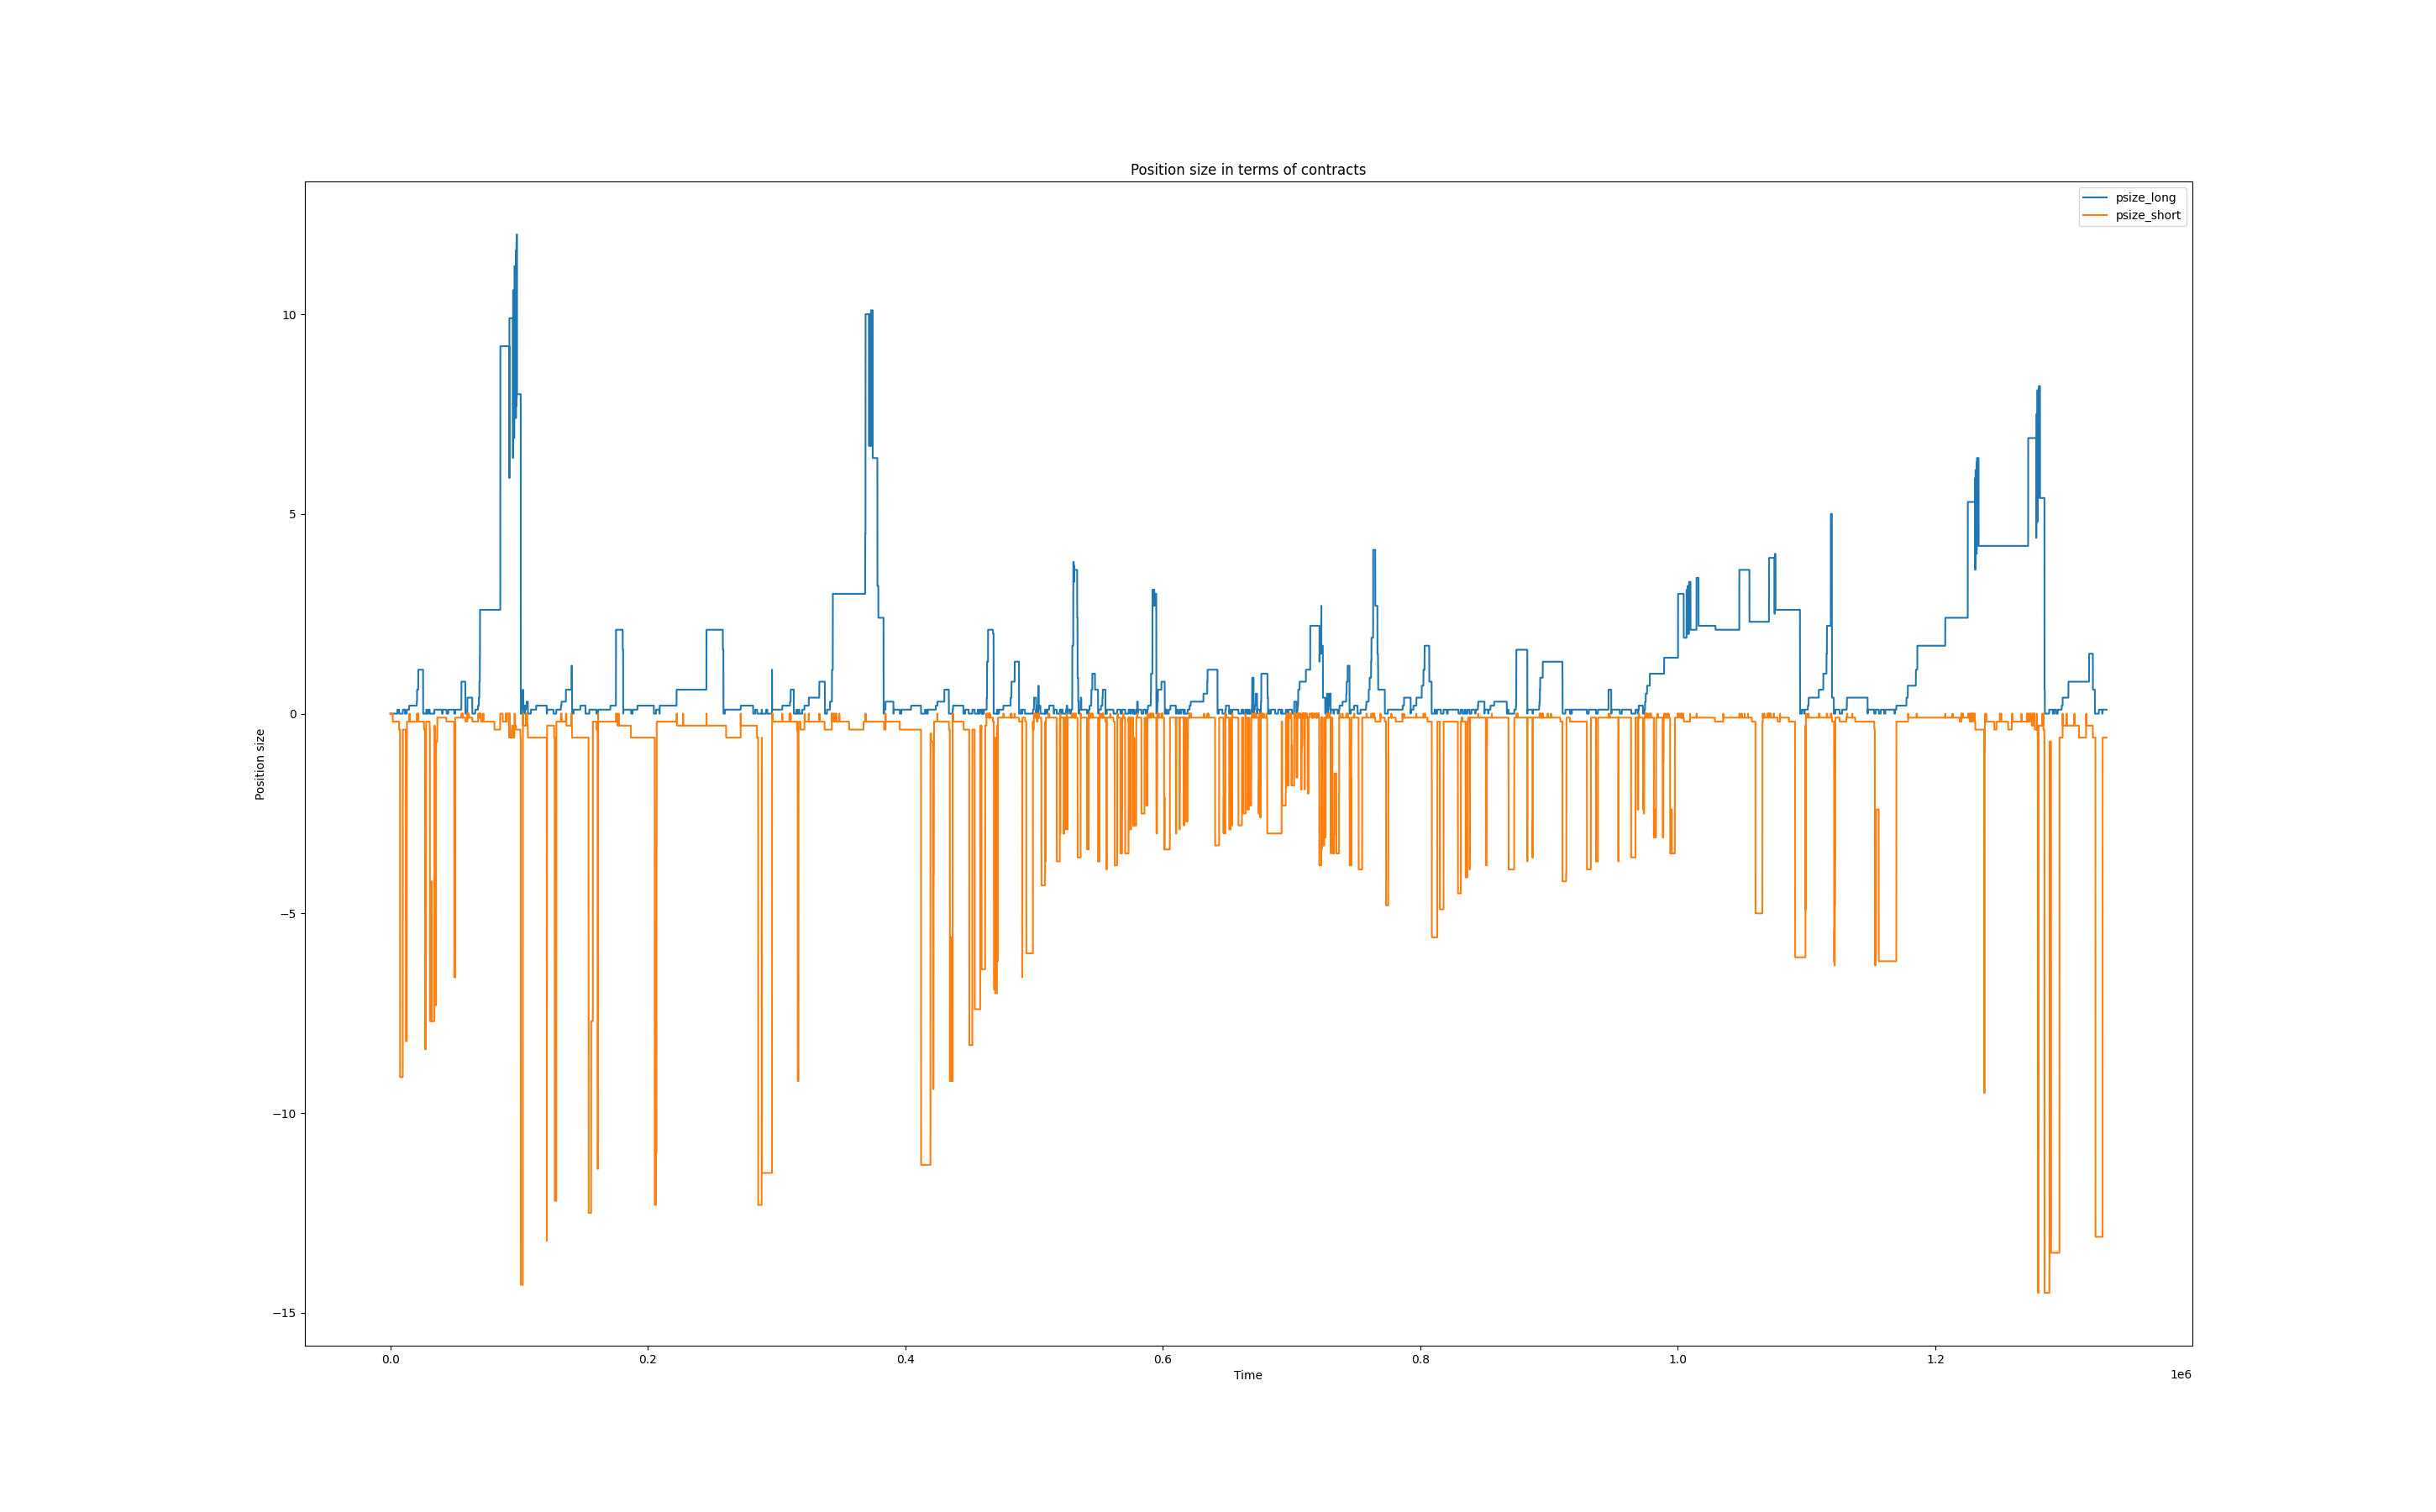 Position size in terms of contracts
psize_long
psize_short
10
5
0
−5
−10
−15
Position size
0.0 0.2 0.4 0.6 0.8 1.0 1.2
Time
1e6